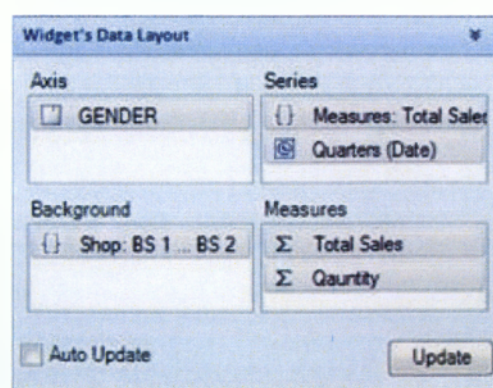 Widget's Data Layout
Axis
GENDER
Series
{} Measures: Total Sales
Quarters (Date)
Background
{} Shop: BS 1 ... BS 2
Measures
Σ Total Sales
Σ Qauntity
Auto Update
Update